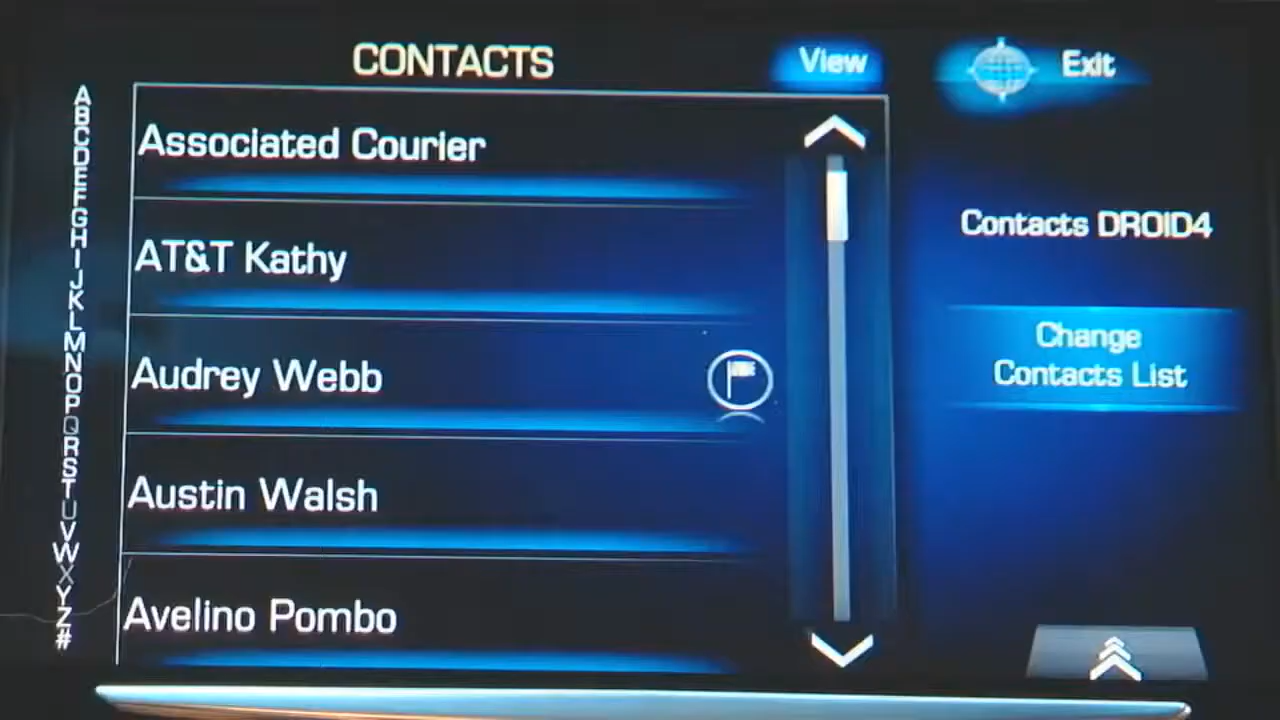 CONTACTS
View
Exit
A
B
C
D
E
F
G
H
I
J
K
L
M
N
O
P
Q
R
S
T
U
V
W
X
Y
Z
#
Associated Courier
AT&T Kathy
Audrey Webb
Austin Walsh
Avelino Pombo
Contacts DROID4
Change
Contacts List